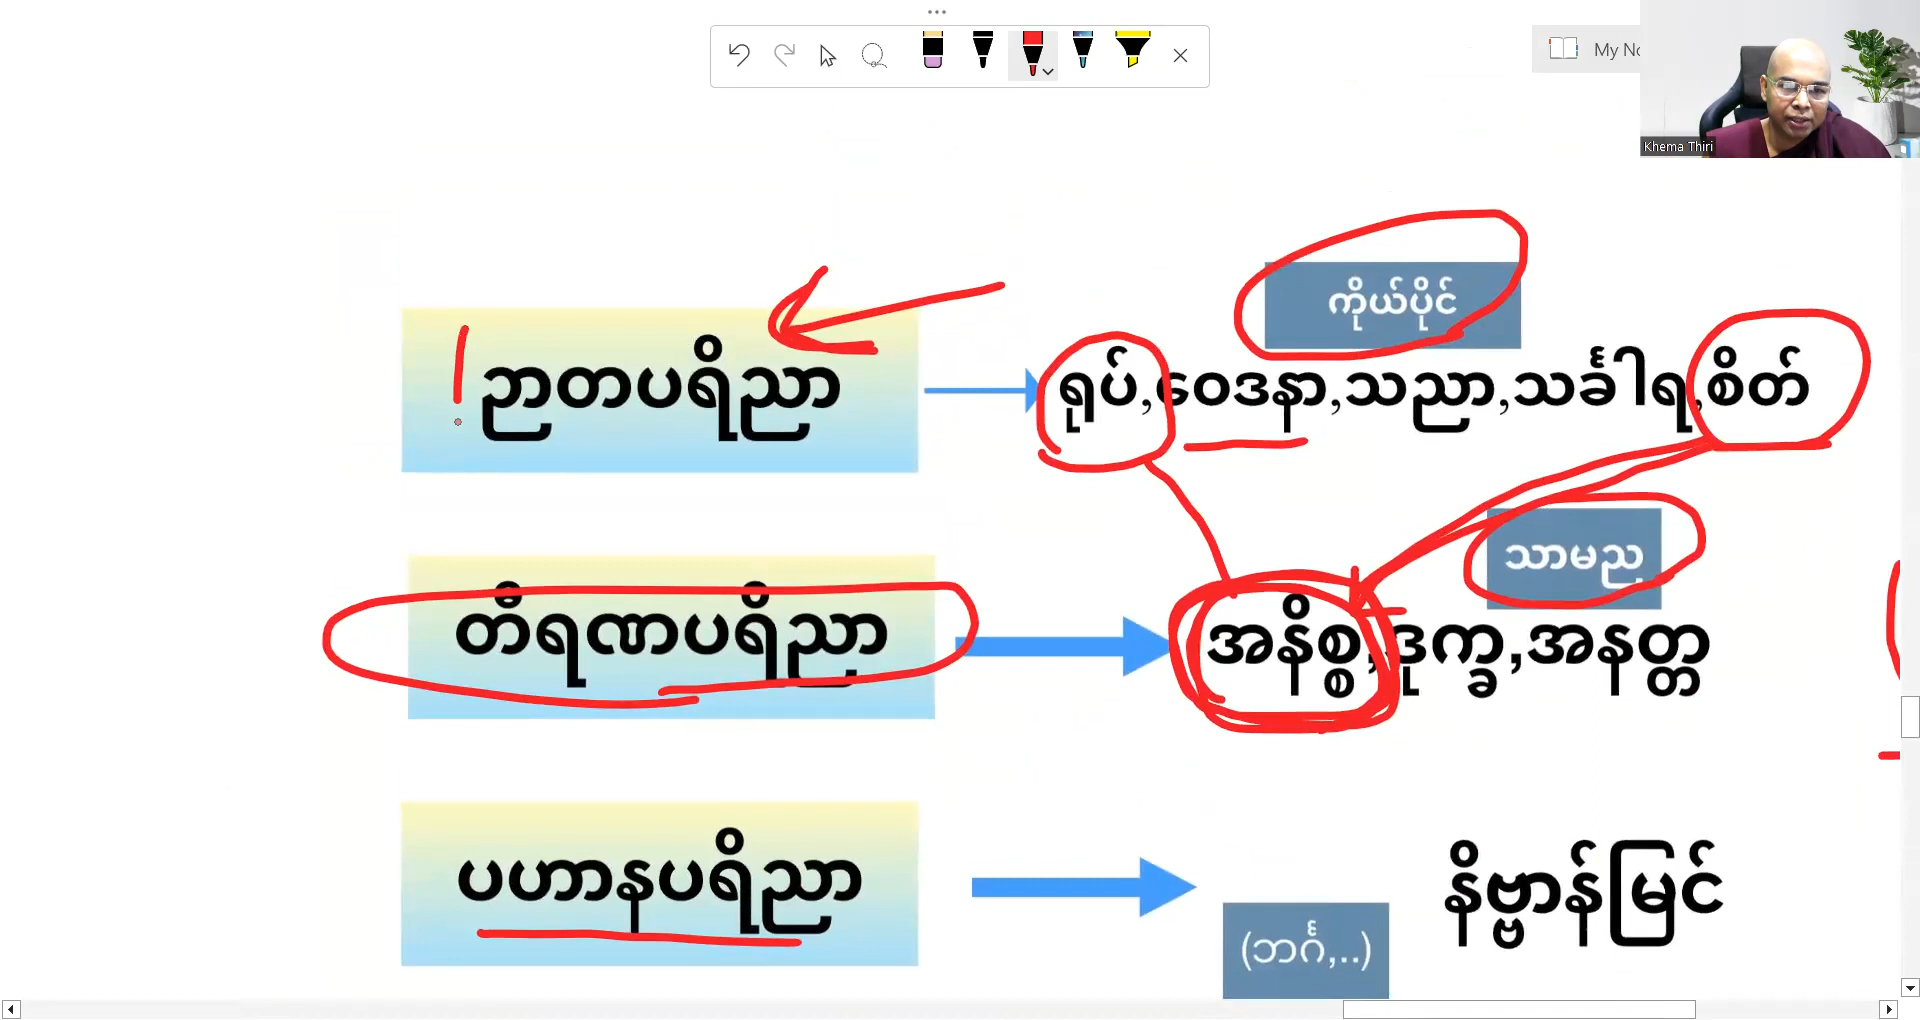 My No
Khema Thiri
ကိုယ်ပိုင်
ဉာတပရိညာ
ရုပ်,ဝေဒနာ,သညာ,သင်္ခါရ,စိတ်
သာမည
တီရဏပရိညာ
အနိစ္စ,ဒုက္ခ,အနတ္တ
ပဟာနပရိညာ
နိဗ္ဗာန်မြင်
(ဘင်္ဂ,..)